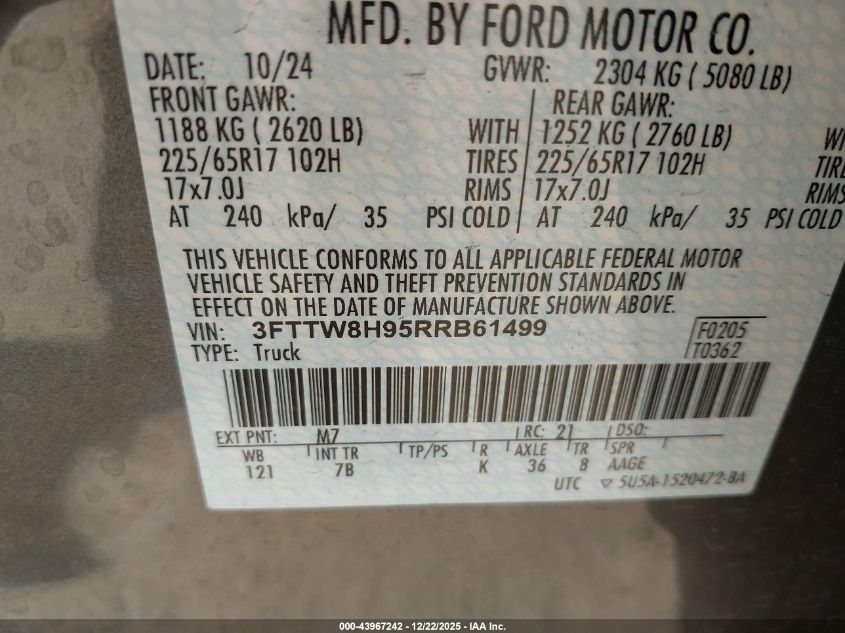 MFD. BY FORD MOTOR CO.
DATE: 10/24 GVWR: 2304 KG ( 5080 LB)
FRONT GAWR: REAR GAWR:
1188 KG ( 2620 LB) WITH 1252 KG ( 2760 LB) WI
225/65R17 102H TIRES 225/65R17 102H TIRE
17x7.0J RIMS 17x7.0J RIMS
AT 240 kPa/ 35 PSI COLD AT 240 kPa/ 35 PSI COLD
THIS VEHICLE CONFORMS TO ALL APPLICABLE FEDERAL MOTOR
VEHICLE SAFETY AND THEFT PREVENTION STANDARDS IN
EFFECT ON THE DATE OF MANUFACTURE SHOWN ABOVE.
VIN: 3FTTW8H95RRB61499 F0205
TYPE: Truck T0362
EXT PNT: M7 RC: 21 DSO:
WB INT TR TP/PS R AXLE TR SPR
121 7B K 36 8 AAGE
UTC ▽ 5U5A-1520472-BA
000-43967242 - 12/22/2025 - IAA Inc.